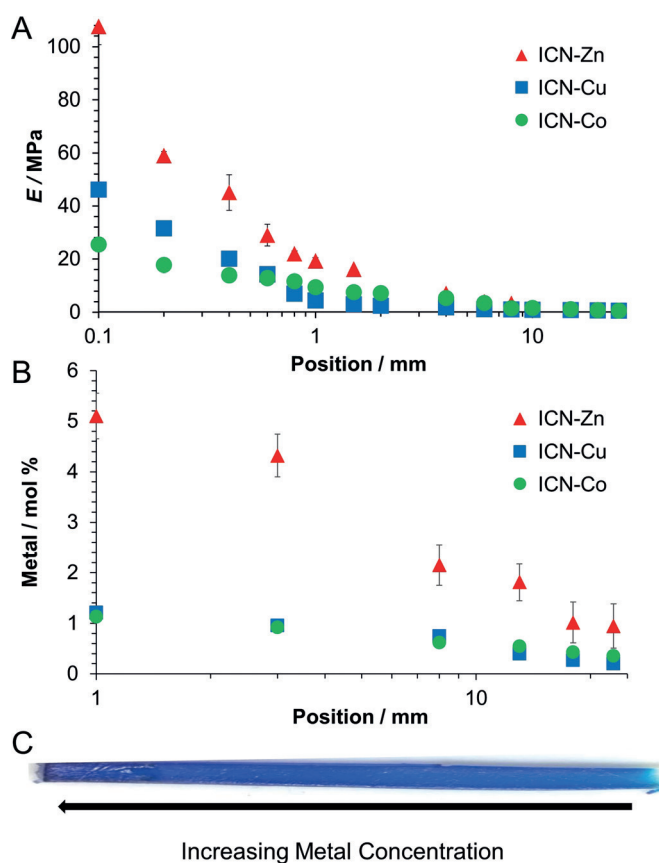 A
100
80
60
40
20
0
E / MPa
ICN-Zn
ICN-Cu
ICN-Co
0.1
1
10
Position / mm
B
6
5
4
3
2
1
0
Metal / mol %
ICN-Zn
ICN-Cu
ICN-Co
1
10
Position / mm
C
Increasing Metal Concentration